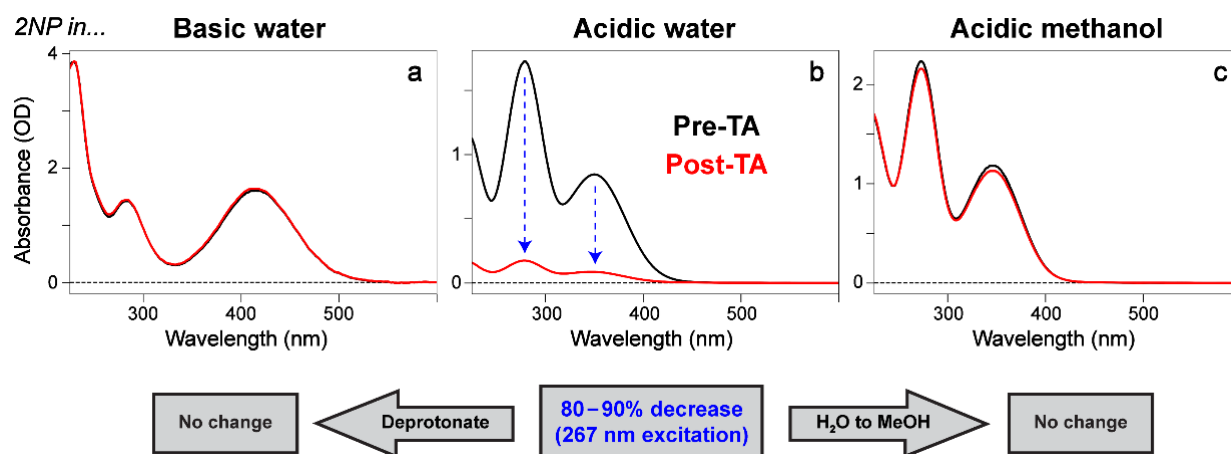 2NP in...
Basic water
Acidic water
Acidic methanol
a
b
c
4
2
0
1
0
2
1
0
Pre-TA
Post-TA
Absorbance (OD)
300 400 500
300 400 500
300 400 500
Wavelength (nm)
Wavelength (nm)
Wavelength (nm)
No change
Deprotonate
80–90% decrease
(267 nm excitation)
H₂O to MeOH
No change